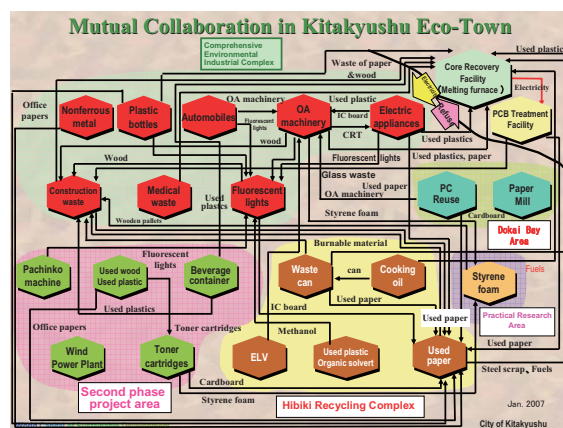 Mutual Collaboration in Kitakyushu Eco-Town
Comprehensive
Environmental
Industrial Complex
Waste of paper
&wood
Used plastic
Core Recovery
Facility
(Melting furnace)
Electricity
Electricity
Refuse
PCB Treatment
Facility
Office
papers
Nonferrous
metal
Plastic
bottles
Automobiles
OA machinery
Fluorescent
lights
OA
machinery
Used plastic
IC board
CRT
Electric
appliances
Used plastics
wood
Wood
Fluorescent lights
Used plastics, paper
Glass waste
Construction
waste
Medical
waste
Used
plastcs
Fluorescent
lights
Used paper
OA machinery
PC
Reuse
Paper
Mill
Cardboard
Wooden pallets
Styrene foam
Dokai Bay
Area
Burnable material
Fluorescent
lights
Pachinko
machine
Used wood
Used plastic
Beverage
container
Waste
can
can
Cooking
oil
Styrene
foam
Fuels
Used plastics
IC board
Used paper
Used paper
Practical Research
Area
Office papers
Toner cartridges
Methanol
Used paper
Wind
Power Plant
Toner
cartridges
ELV
Used plastic
Organic solvert
Used
paper
Steel scrap、Fuels
Cardboard
Second phase
project area
Styrene foam
Hibiki Recycling Complex
Jan. 2007
City of Kitakyushu